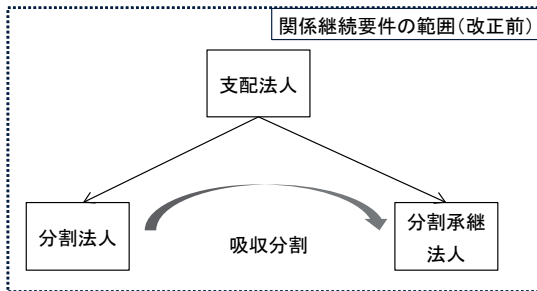 関係継続要件の範囲（改正前）
支配法人
分割法人
吸収分割
分割承継
法人